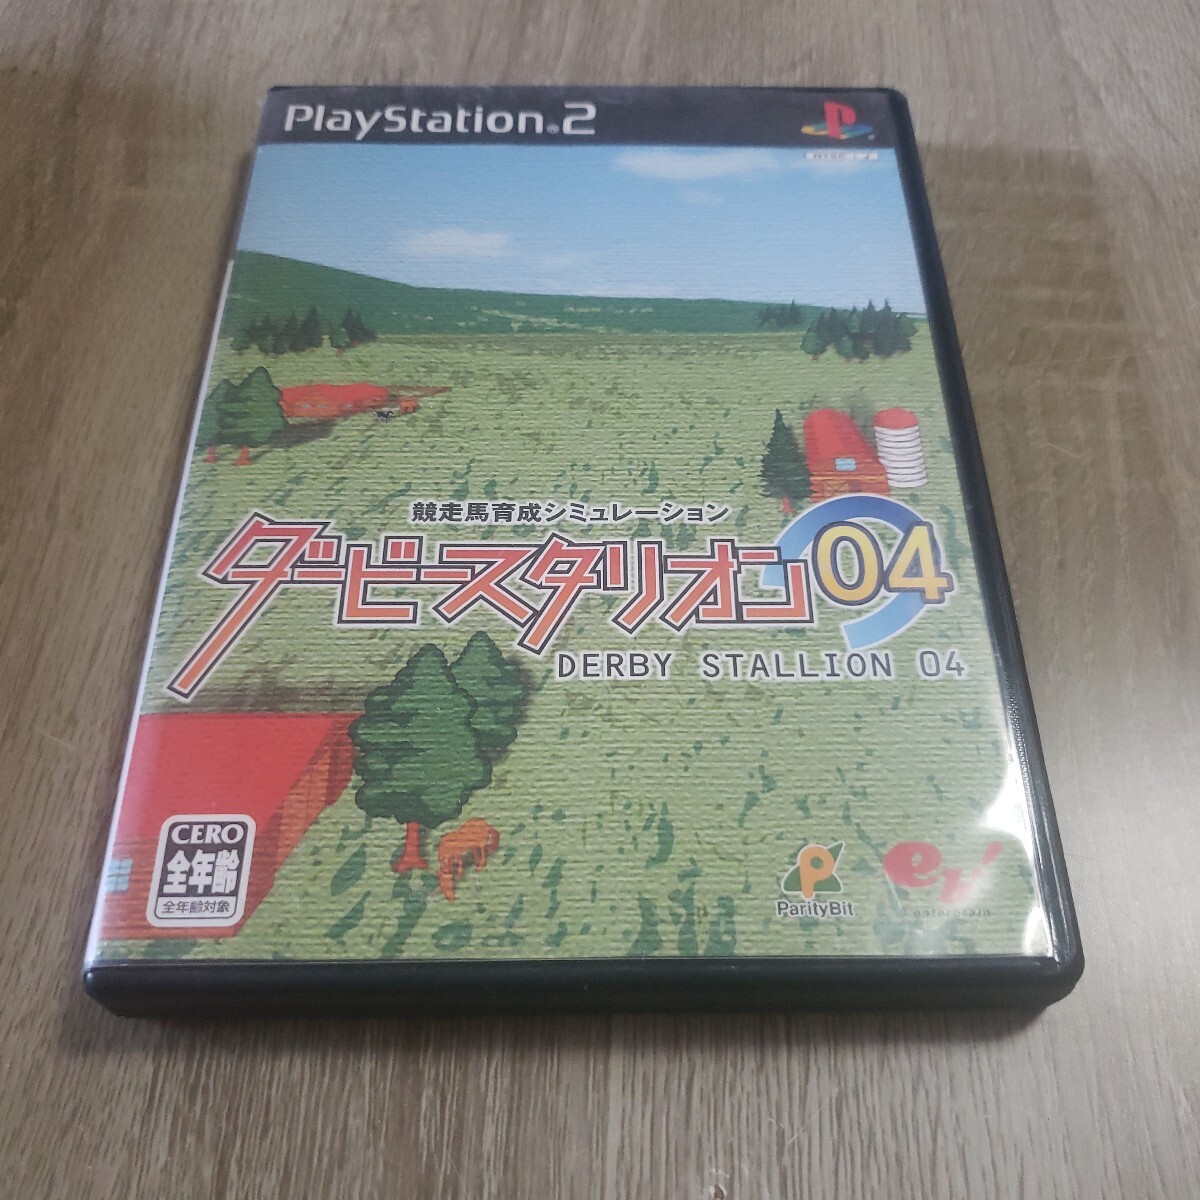 PlayStation®2
NTSC J
競走馬育成シミュレーション
ダービースタリオン04
DERBY STALLION 04
CERO
全年齢
全年齢対象
ParityBit
eb!
enterbrain